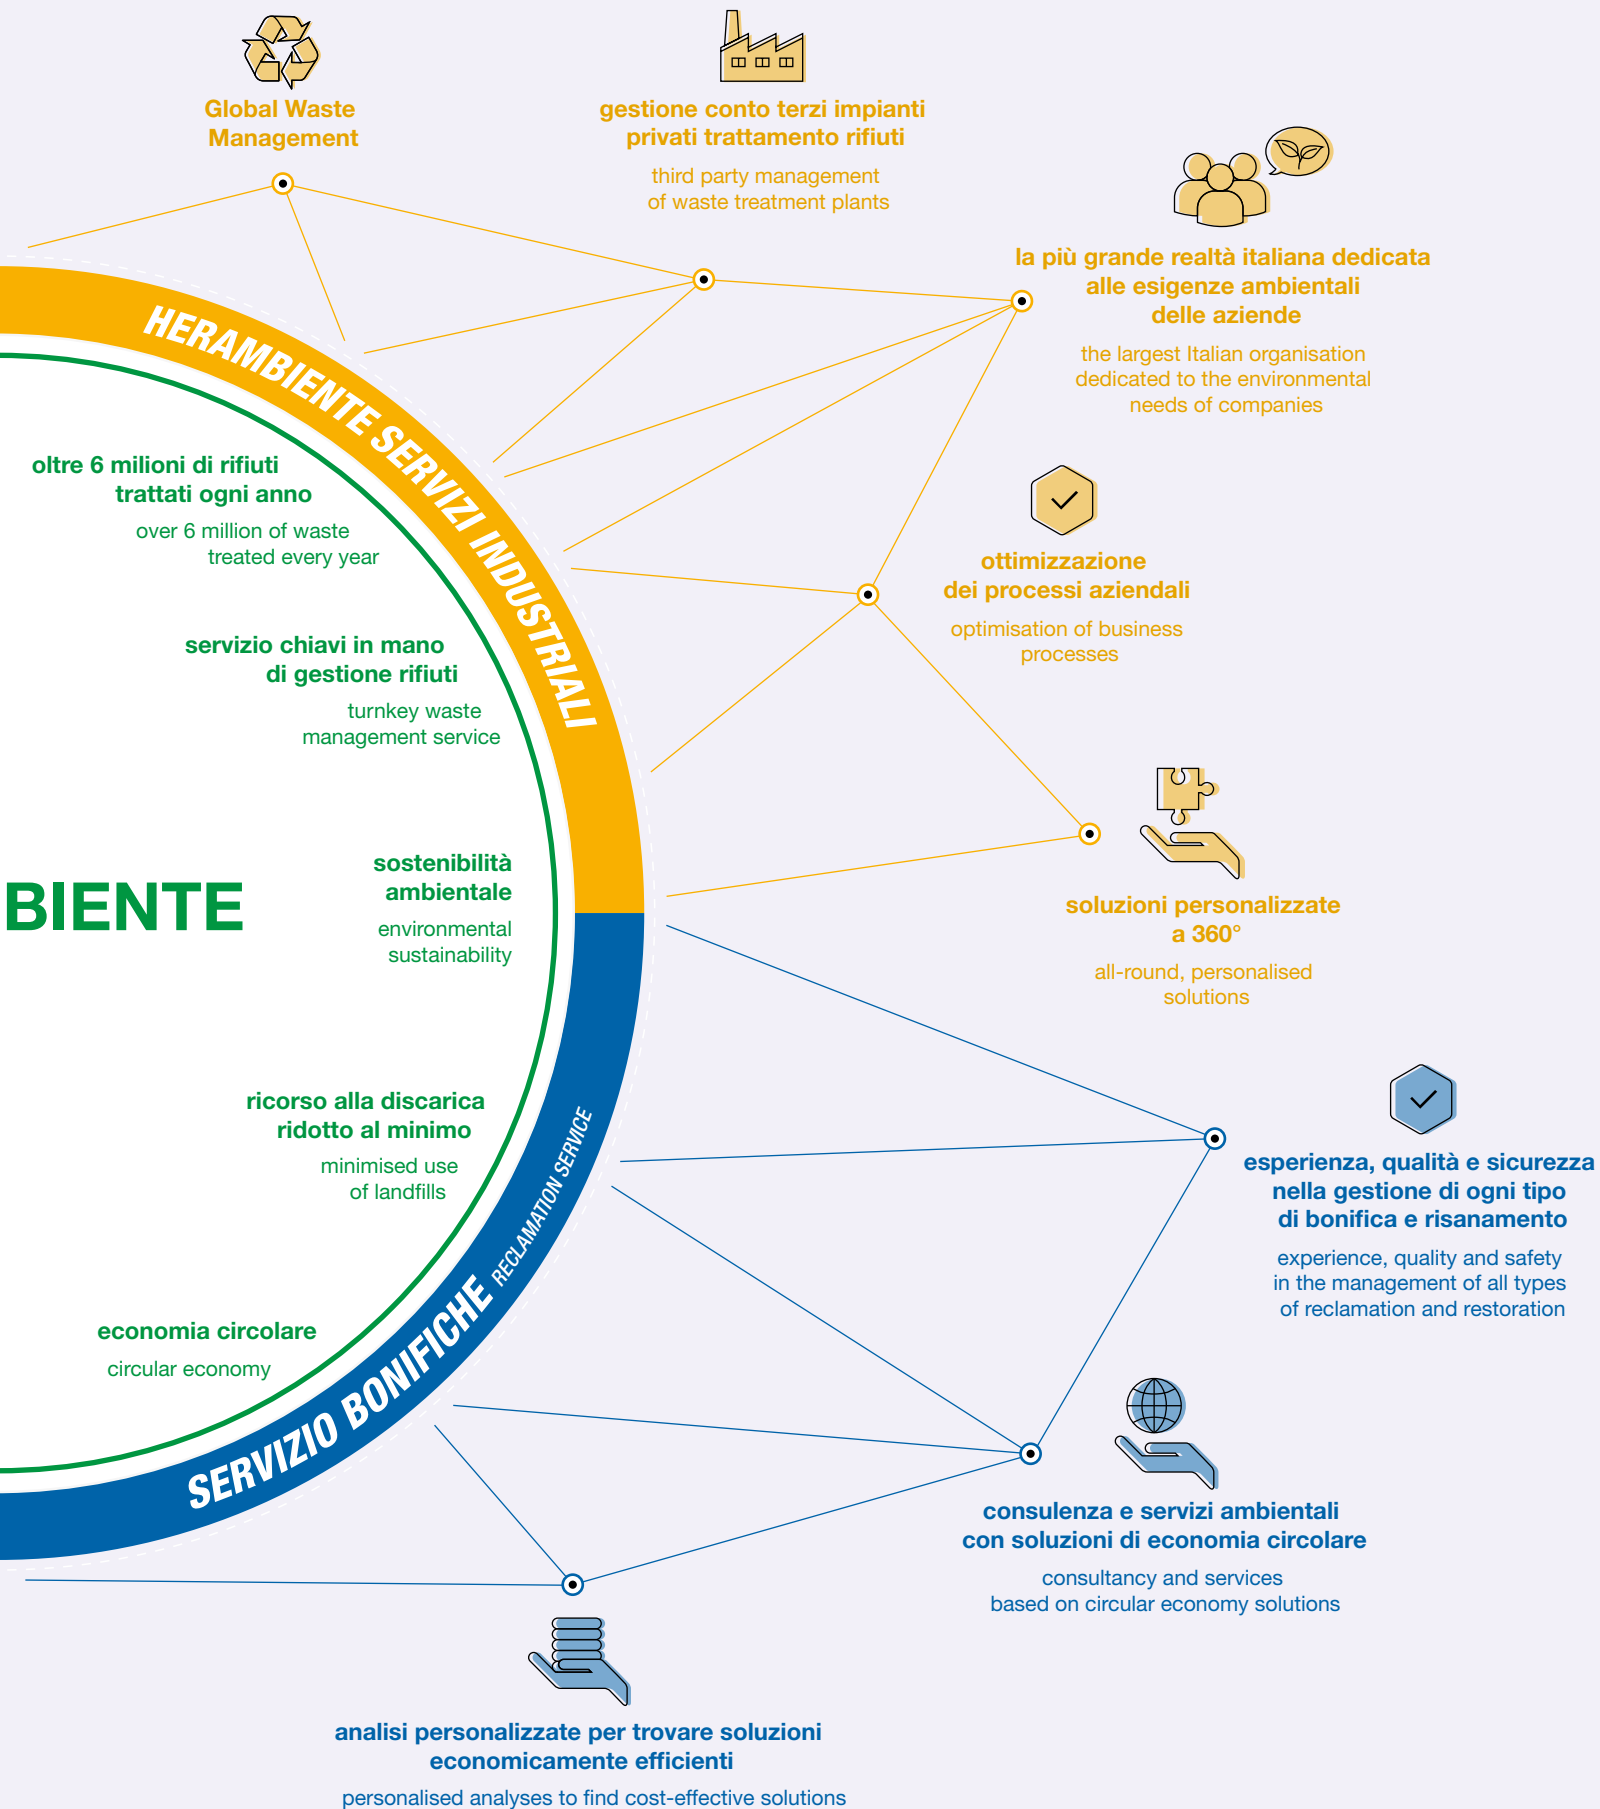 Global Waste
Management
gestione conto terzi impianti
privati trattamento rifiuti
third party management
of waste treatment plants
la più grande realtà italiana dedicata
alle esigenze ambientali
delle aziende
the largest Italian organisation
dedicated to the environmental
needs of companies
HERAMBIENTE SERVIZI INDUSTRIALI
oltre 6 milioni di rifiuti
trattati ogni anno
over 6 million of waste
treated every year
ottimizzazione
dei processi aziendali
optimisation of business
processes
servizio chiavi in mano
di gestione rifiuti
turnkey waste
management service
sostenibilità
ambientale
environmental
sustainability
BIENTE
soluzioni personalizzate
a 360°
all-round, personalised
solutions
ricorso alla discarica
ridotto al minimo
minimised use
of landfills
esperienza, qualità e sicurezza
nella gestione di ogni tipo
di bonifica e risanamento
experience, quality and safety
in the management of all types
of reclamation and restoration
economia circolare
circular economy
SERVIZIO BONIFICHE RECLAMATION SERVICE
consulenza e servizi ambientali
con soluzioni di economia circolare
consultancy and services
based on circular economy solutions
analisi personalizzate per trovare soluzioni
economicamente efficienti
personalised analyses to find cost-effective solutions